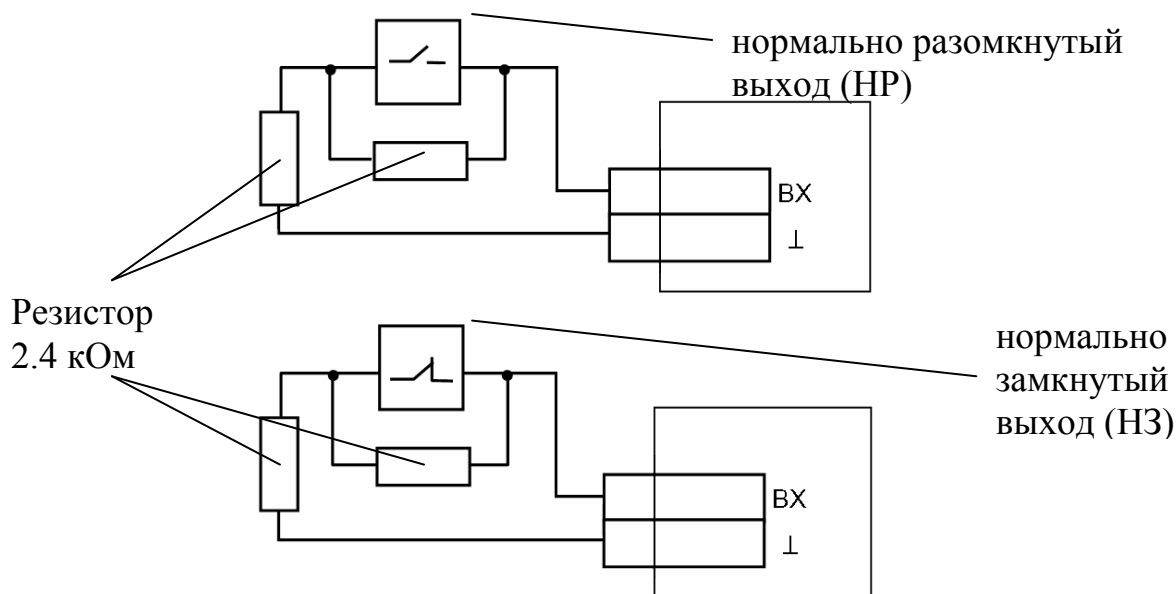 нормально разомкнутый
выход (НР)
ВХ
⊥
Резистор
2.4 кОм
нормально
замкнутый
выход (НЗ)
ВХ
⊥